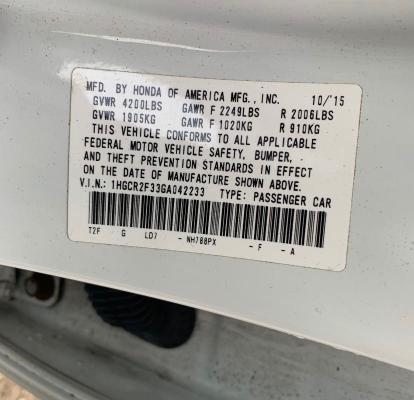 MFD. BY HONDA OF AMERICA MFG., INC. 10/'15
GVWR 4200LBS GAWR F 2249LBS R 2006LBS
GVWR 1905KG GAWR F 1020KG R 910KG
THIS VEHICLE CONFORMS TO ALL APPLICABLE
FEDERAL MOTOR VEHICLE SAFETY, BUMPER,
AND THEFT PREVENTION STANDARDS IN EFFECT
ON THE DATE OF MANUFACTURE SHOWN ABOVE.
V.I.N.: 1HGCR2F33GA042233 TYPE: PASSENGER CAR
T2F G LD7 - NH788PX - F - A